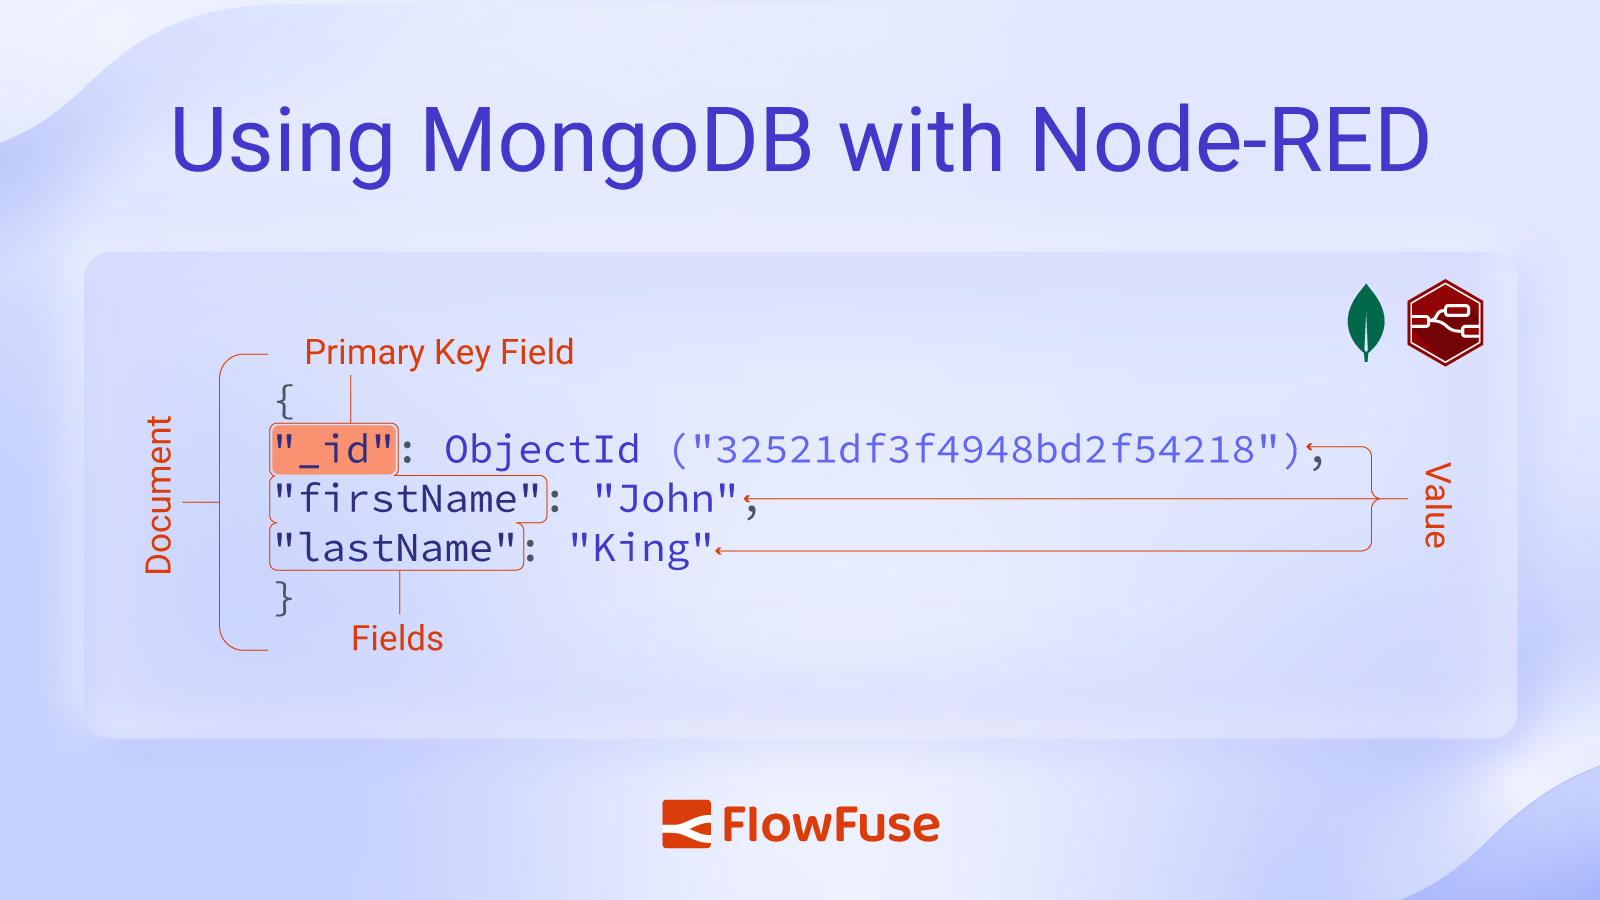 Using MongoDB with Node-RED
Primary Key Field
{
"_id": ObjectId ("32521df3f4948bd2f54218"),
"firstName": "John",
"lastName": "King"
}
Fields
Document
Value
FlowFuse